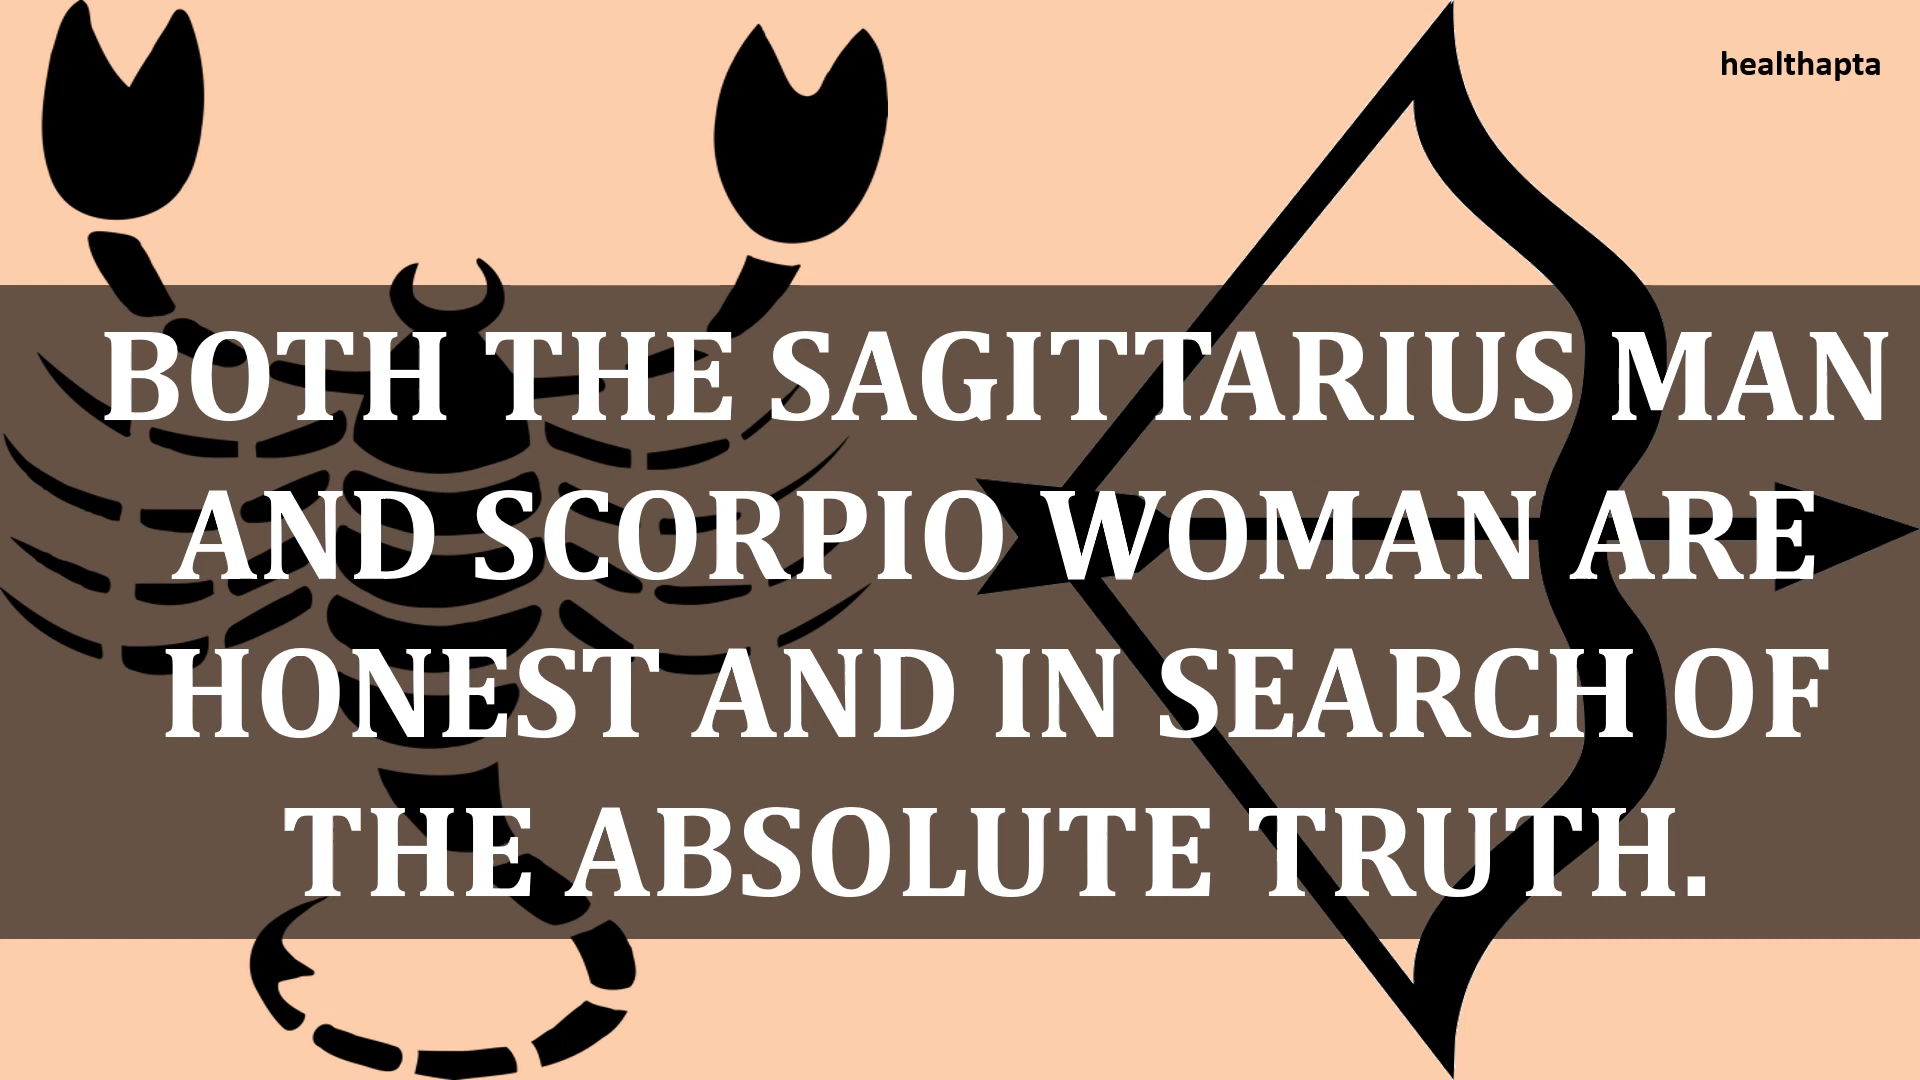 healthapta
BOTH THE SAGITTARIUS MAN
AND SCORPIO WOMAN ARE
HONEST AND IN SEARCH OF
THE ABSOLUTE TRUTH.